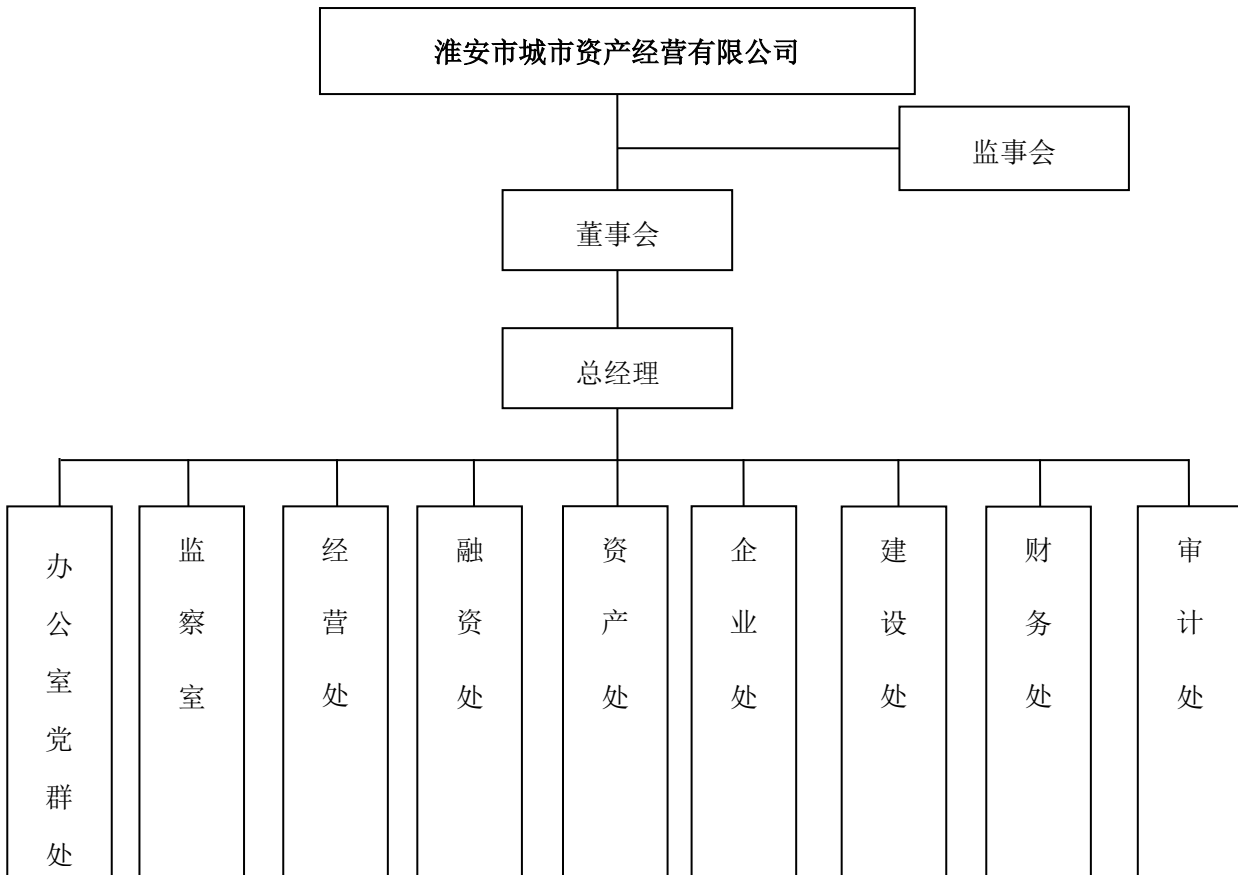 淮安市城市资产经营有限公司
监事会
董事会
总经理
办公室党群处
监察室
经营处
融资处
资产处
企业处
建设处
财务处
审计处